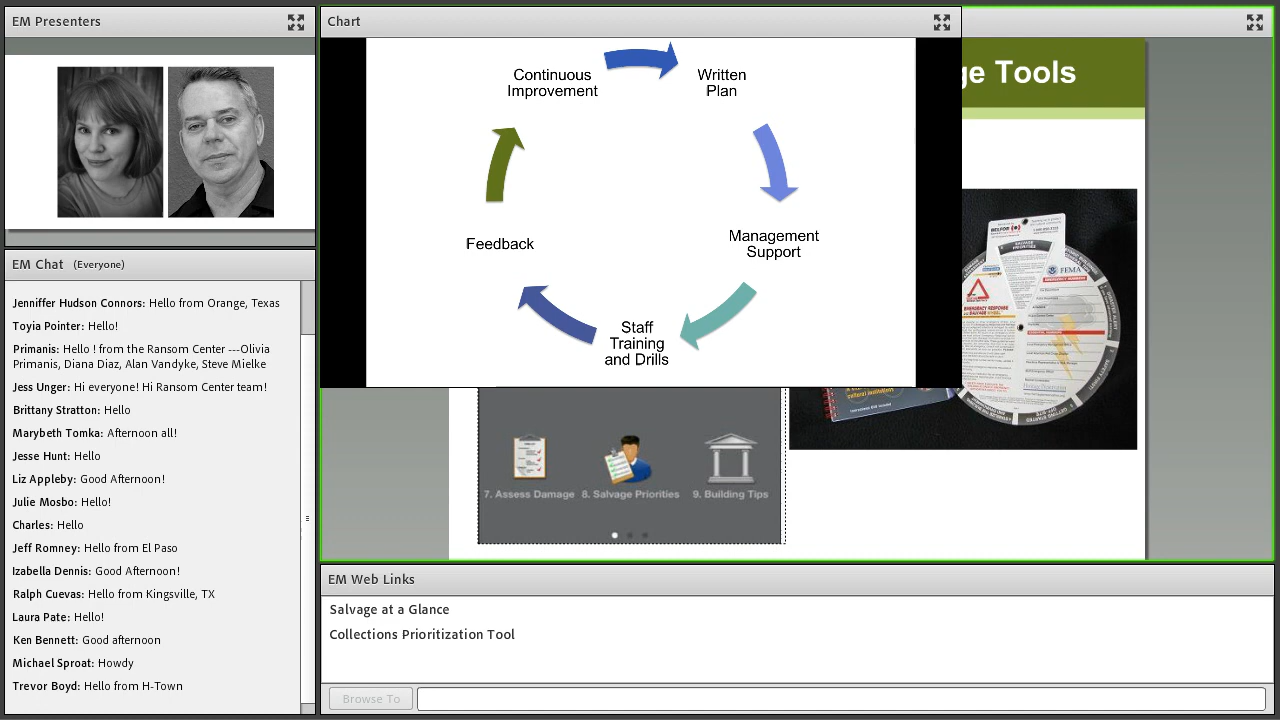 EM Presenters
EM Chat (Everyone)
Jenniffer Hudson Connors: Hello from Orange, Texas
Toyia Pointer: Hello!
Primanis: Hello ! From the Ransom Center ---Olivia
Primanis, Diana Diaz, Alan Vandyke, Steve Mielke
Jess Unger: Hi everyone! Hi Ransom Center team!
Brittany Stratton: Hello
Marybeth Tomka: Afternoon all!
Jesse Hunt: Hello
Liz Appleby: Good Afternoon!
Julie Mosbo: Hello!
Charles: Hello
Jeff Romney: Hello from El Paso
Izabella Dennis: Good Afternoon!
Ralph Cuevas: Hello from Kingsville, TX
Laura Pate: Hello!
Ken Bennett: Good afternoon
Michael Sproat: Howdy
Trevor Boyd: Hello from H-Town
Chart
Continuous
Improvement
Written
Plan
Management
Support
Staff
Training
and Drills
Feedback
ge Tools
BELFOR
SALVAGE
PRIORITIES
FEMA
EMERGENCY RESPONSE
7. Assess Damage
8. Salvage Priorities
9. Building Tips
EM Web Links
Salvage at a Glance
Collections Prioritization Tool
Browse To